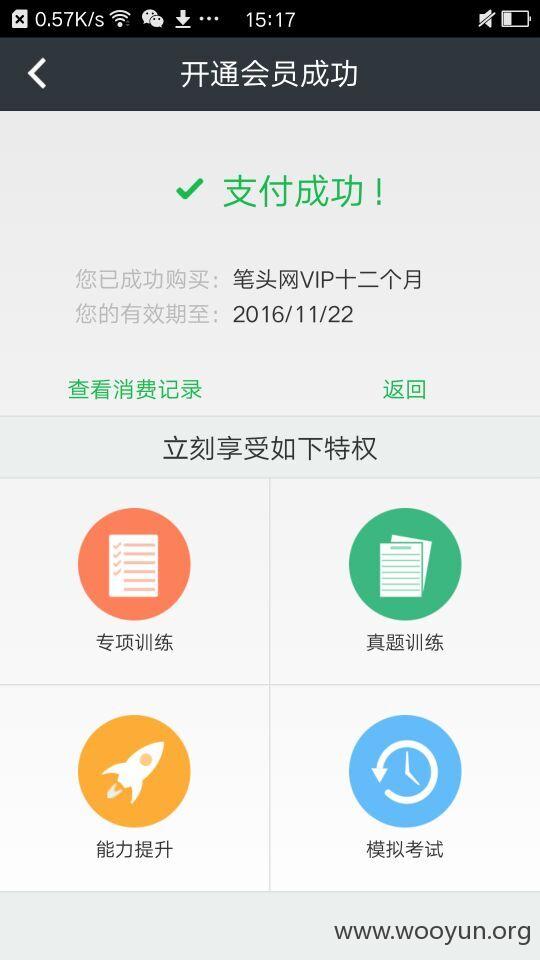 0.57K/s 15:17
开通会员成功
支付成功！
您已成功购买：笔头网VIP十二个月
您的有效期至：2016/11/22
查看消费记录 返回
立刻享受如下特权
专项训练 真题训练
能力提升 模拟考试
www.wooyun.org